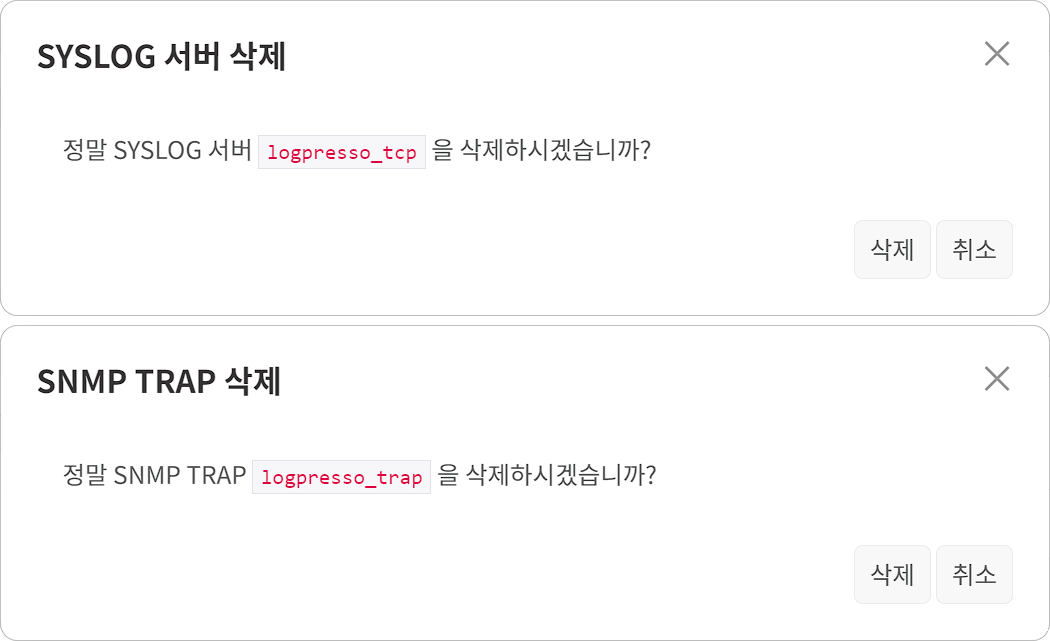 SYSLOG 서버 삭제
정말 SYSLOG 서버 logpresso_tcp 을 삭제하시겠습니까?
삭제 취소
SNMP TRAP 삭제
정말 SNMP TRAP logpresso_trap 을 삭제하시겠습니까?
삭제 취소